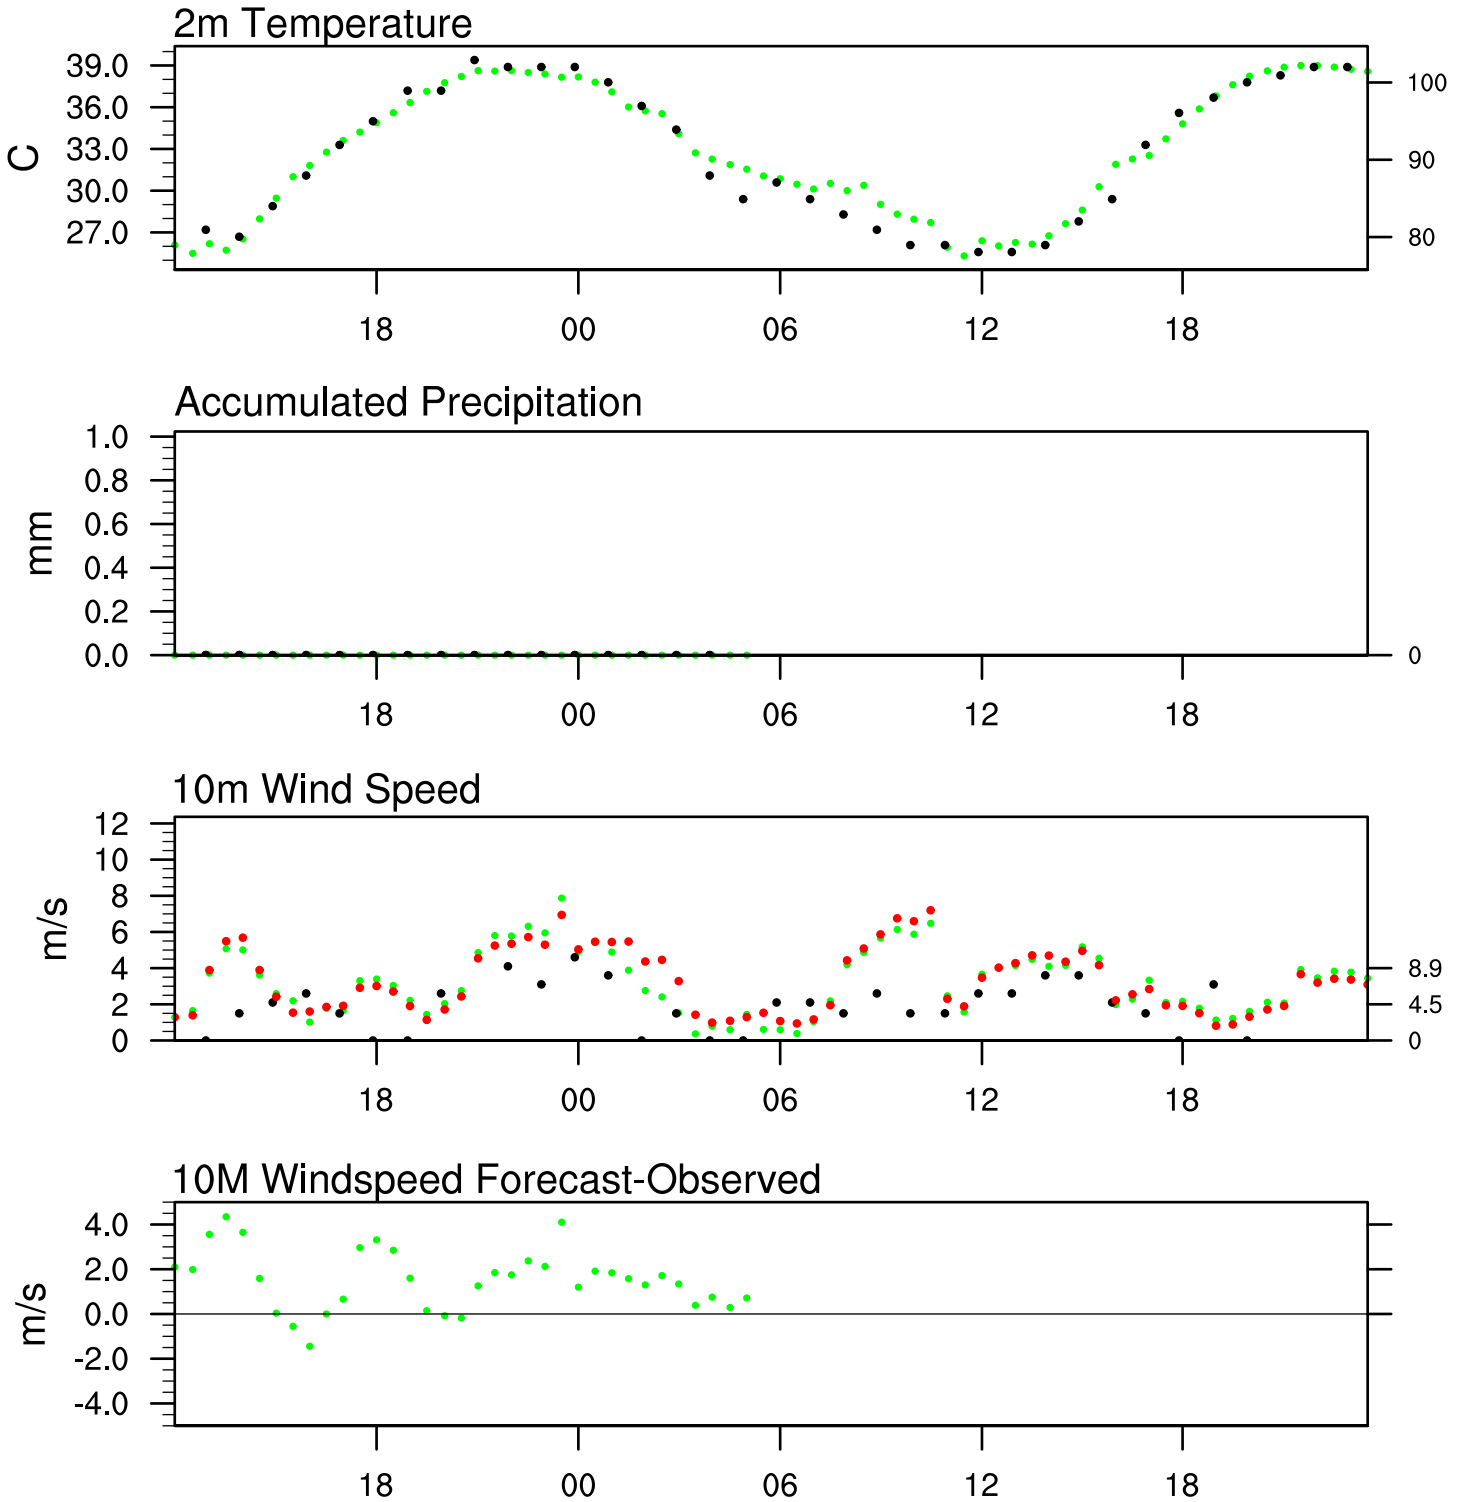 2m Temperature
39.0
36.0
33.0
30.0
27.0
C
100
90
80
18 00 06 12 18
Accumulated Precipitation
1.0
0.8
0.6
0.4
0.2
0.0
mm
0
18 00 06 12 18
10m Wind Speed
12
10
8
6
4
2
0
m/s
8.9
4.5
0
18 00 06 12 18
10M Windspeed Forecast-Observed
4.0
2.0
0.0
-2.0
-4.0
m/s
18 00 06 12 18